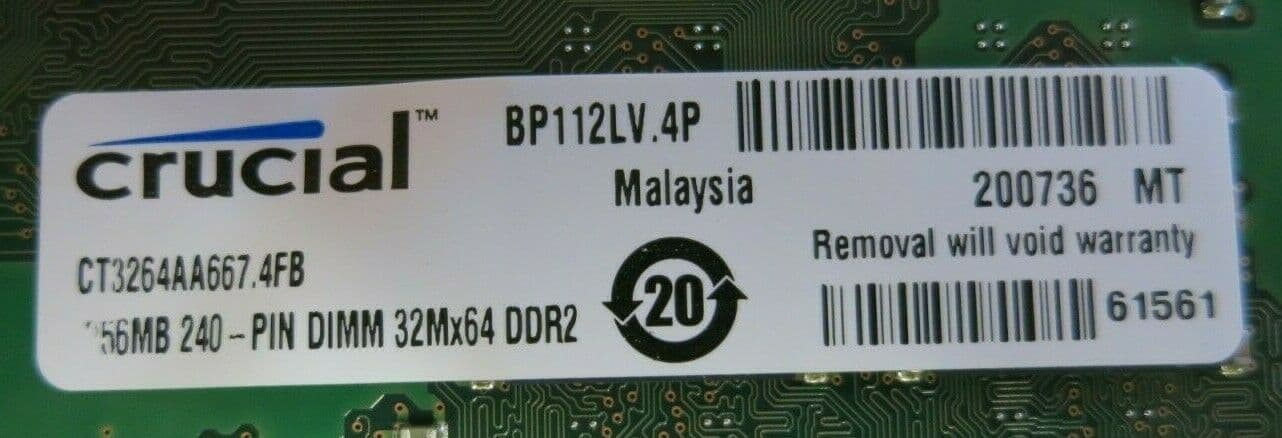 crucial™
BP112LV.4P
Malaysia
200736 MT
Removal will void warranty
CT3264AA667.4FB
56MB 240-PIN DIMM 32Mx64 DDR2
20
61561